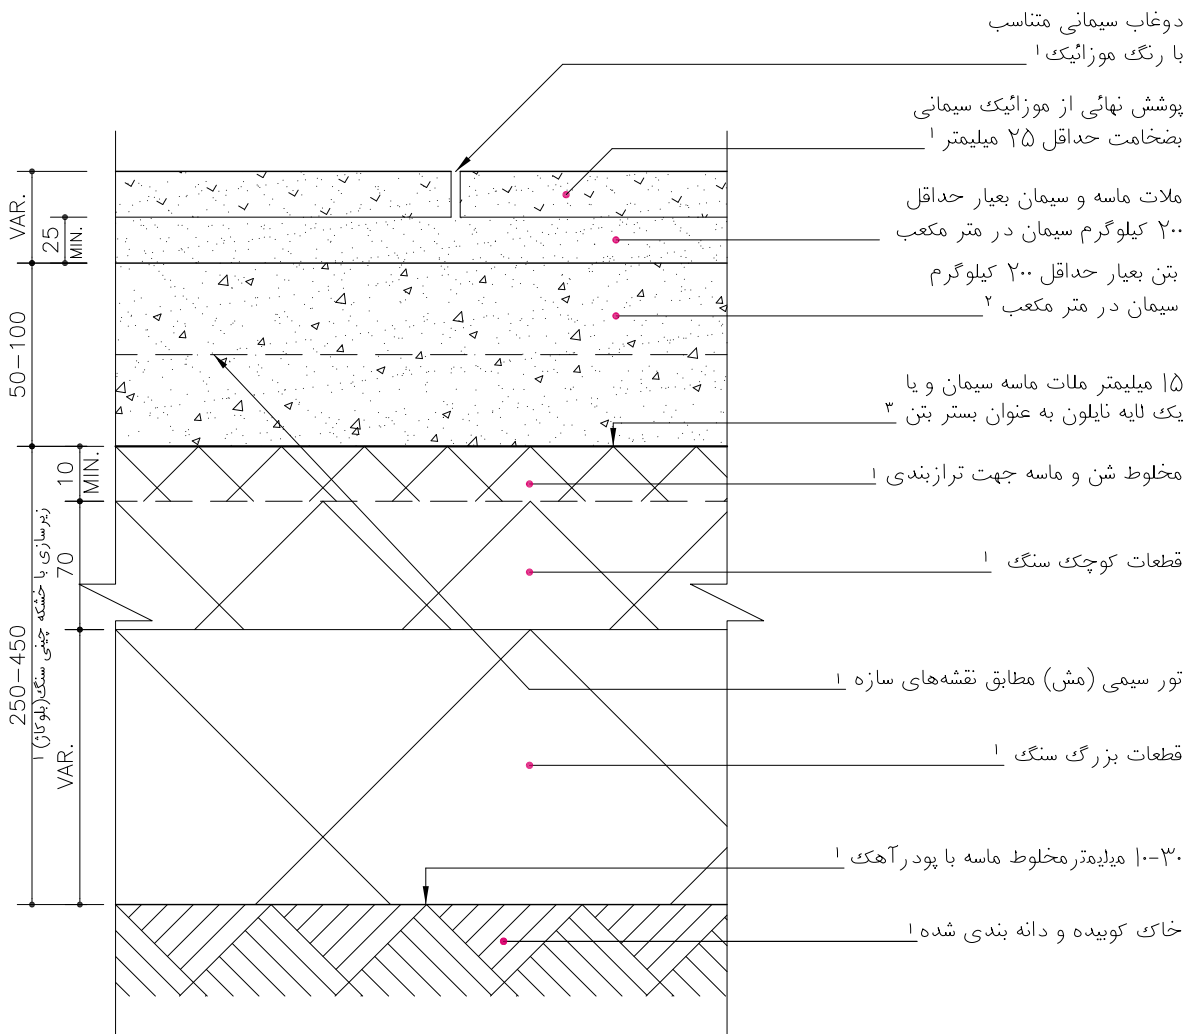 دوغاب سیمانی متناسب
با رنگ موزائیک ۱
پوشش نهائی از موزائیک سیمانی
بضخامت حداقل ۲۵ میلیمتر ۱
ملات ماسه و سیمان بعیار حداقل
۲۰۰ کیلوگرم سیمان در متر مکعب
بتن بعیار حداقل ۲۰۰ کیلوگرم
سیمان در متر مکعب ۲
۱۵ میلیمتر ملات ماسه سیمان و یا
یک لایه نایلون به عنوان بستر بتن ۳
مخلوط شن و ماسه جهت ترازبندی ۱
قطعات کوچک سنگ ۱
تور سیمی (مش) مطابق نقشه‌های سازه ۱
قطعات بزرگ سنگ ۱
۱۰-۳۰ میلیمتر مخلوط ماسه با پودر آهک ۱
خاک کوبیده و دانه بندی شده ۱
VAR.
25
MIN.
50-100
10
MIN.
70
250-450
زیرسازی با خشکه چینی سنگ(بلوکاژ) ۱
VAR.